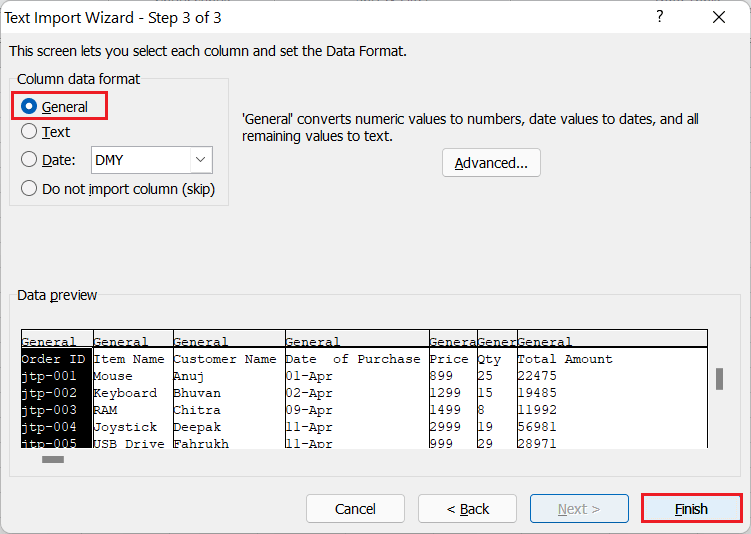 Text Import Wizard - Step 3 of 3 ?
This screen lets you select each column and set the Data Format.
Column data format
General
Text
Date: DMY
Do not import column (skip)
'General' converts numeric values to numbers, date values to dates, and all
remaining values to text.
Advanced...
Data preview
General General General General Genera Gener General
Order ID Item Name Customer Name Date  of Purchase Price Qty Total Amount
jtp-001 Mouse Anuj 01-Apr 899 25 22475
jtp-002 Keyboard Bhuvan 02-Apr 1299 15 19485
jtp-003 RAM Chitra 09-Apr 1499 8 11992
jtp-004 Joystick Deepak 11-Apr 2999 19 56981
jtp-005 USB Drive Fahrukh 11-Apr 999 29 28971
Cancel < Back Next > Finish